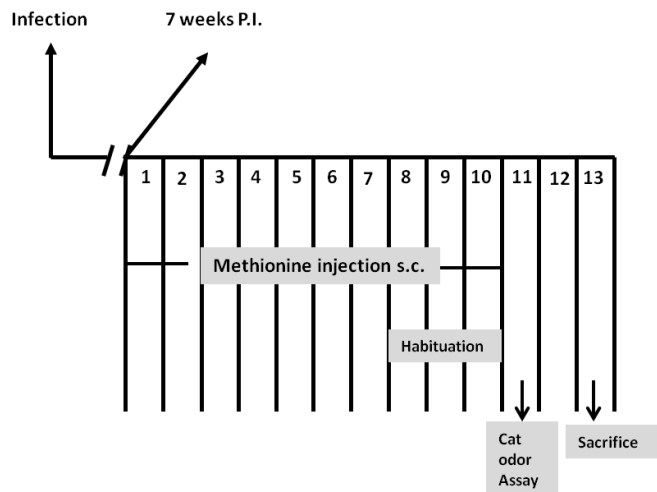 Infection 7 weeks P.I.
1 2 3 4 5 6 7 8 9 10 11 12 13
Methionine injection s.c.
Habituation
Cat
odor
Assay
Sacrifice